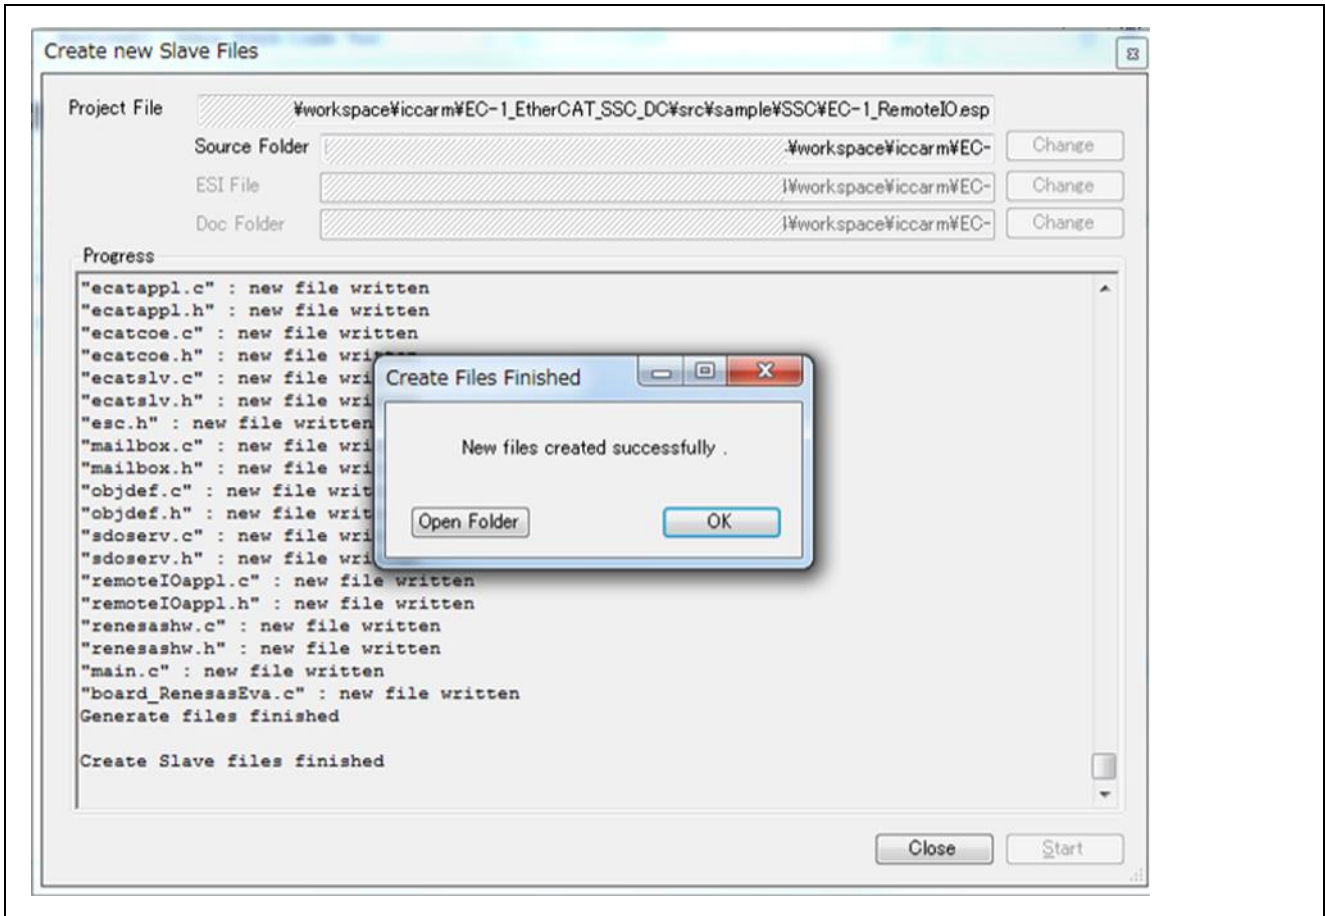 Create new Slave Files
Project File ¥workspace¥iccarm¥EC-1_EtherCAT_SSC_DC¥src¥sample¥SSC¥EC-1_RemoteIO.esp
Source Folder ¥workspace¥iccarm¥EC- Change
ESI File ¥workspace¥iccarm¥EC- Change
Doc Folder ¥workspace¥iccarm¥EC- Change
Progress
"ecatappl.c" : new file written
"ecatappl.h" : new file written
"ecatcoe.c" : new file written
"ecatcoe.h" : new file written
"ecatslv.c" : new file wri
"ecatslv.h" : new file wri
"esc.h" : new file written
"mailbox.c" : new file wri
"mailbox.h" : new file wri
"objdef.c" : new file writ
"objdef.h" : new file writ
"sdoserv.c" : new file wri
"sdoserv.h" : new file wri
"remoteIOappl.c" : new file written
"remoteIOappl.h" : new file written
"renesashw.c" : new file written
"renesashw.h" : new file written
"main.c" : new file written
"board_RenesasEva.c" : new file written
Generate files finished
Create Slave files finished
Create Files Finished
New files created successfully .
Open Folder OK
Close Start